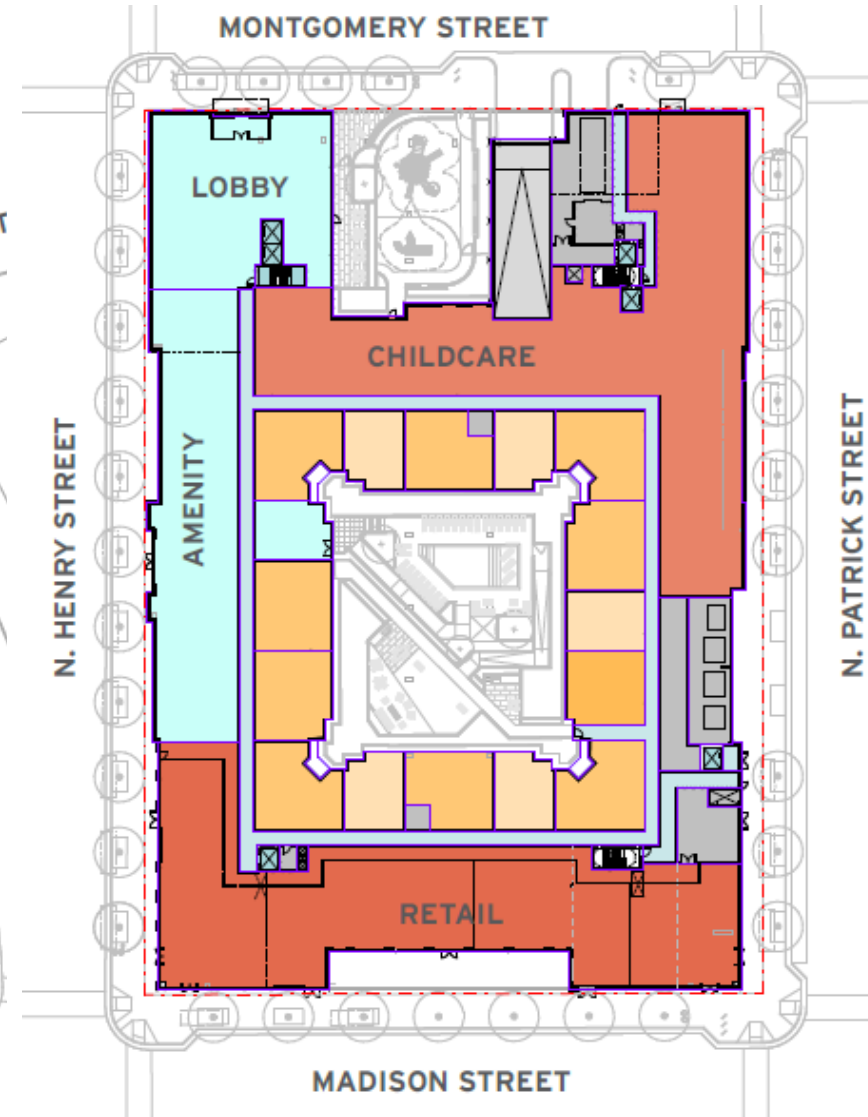 MONTGOMERY STREET
LOBBY
CHILDCARE
AMENITY
N. HENRY STREET
N. PATRICK STREET
RETAIL
MADISON STREET